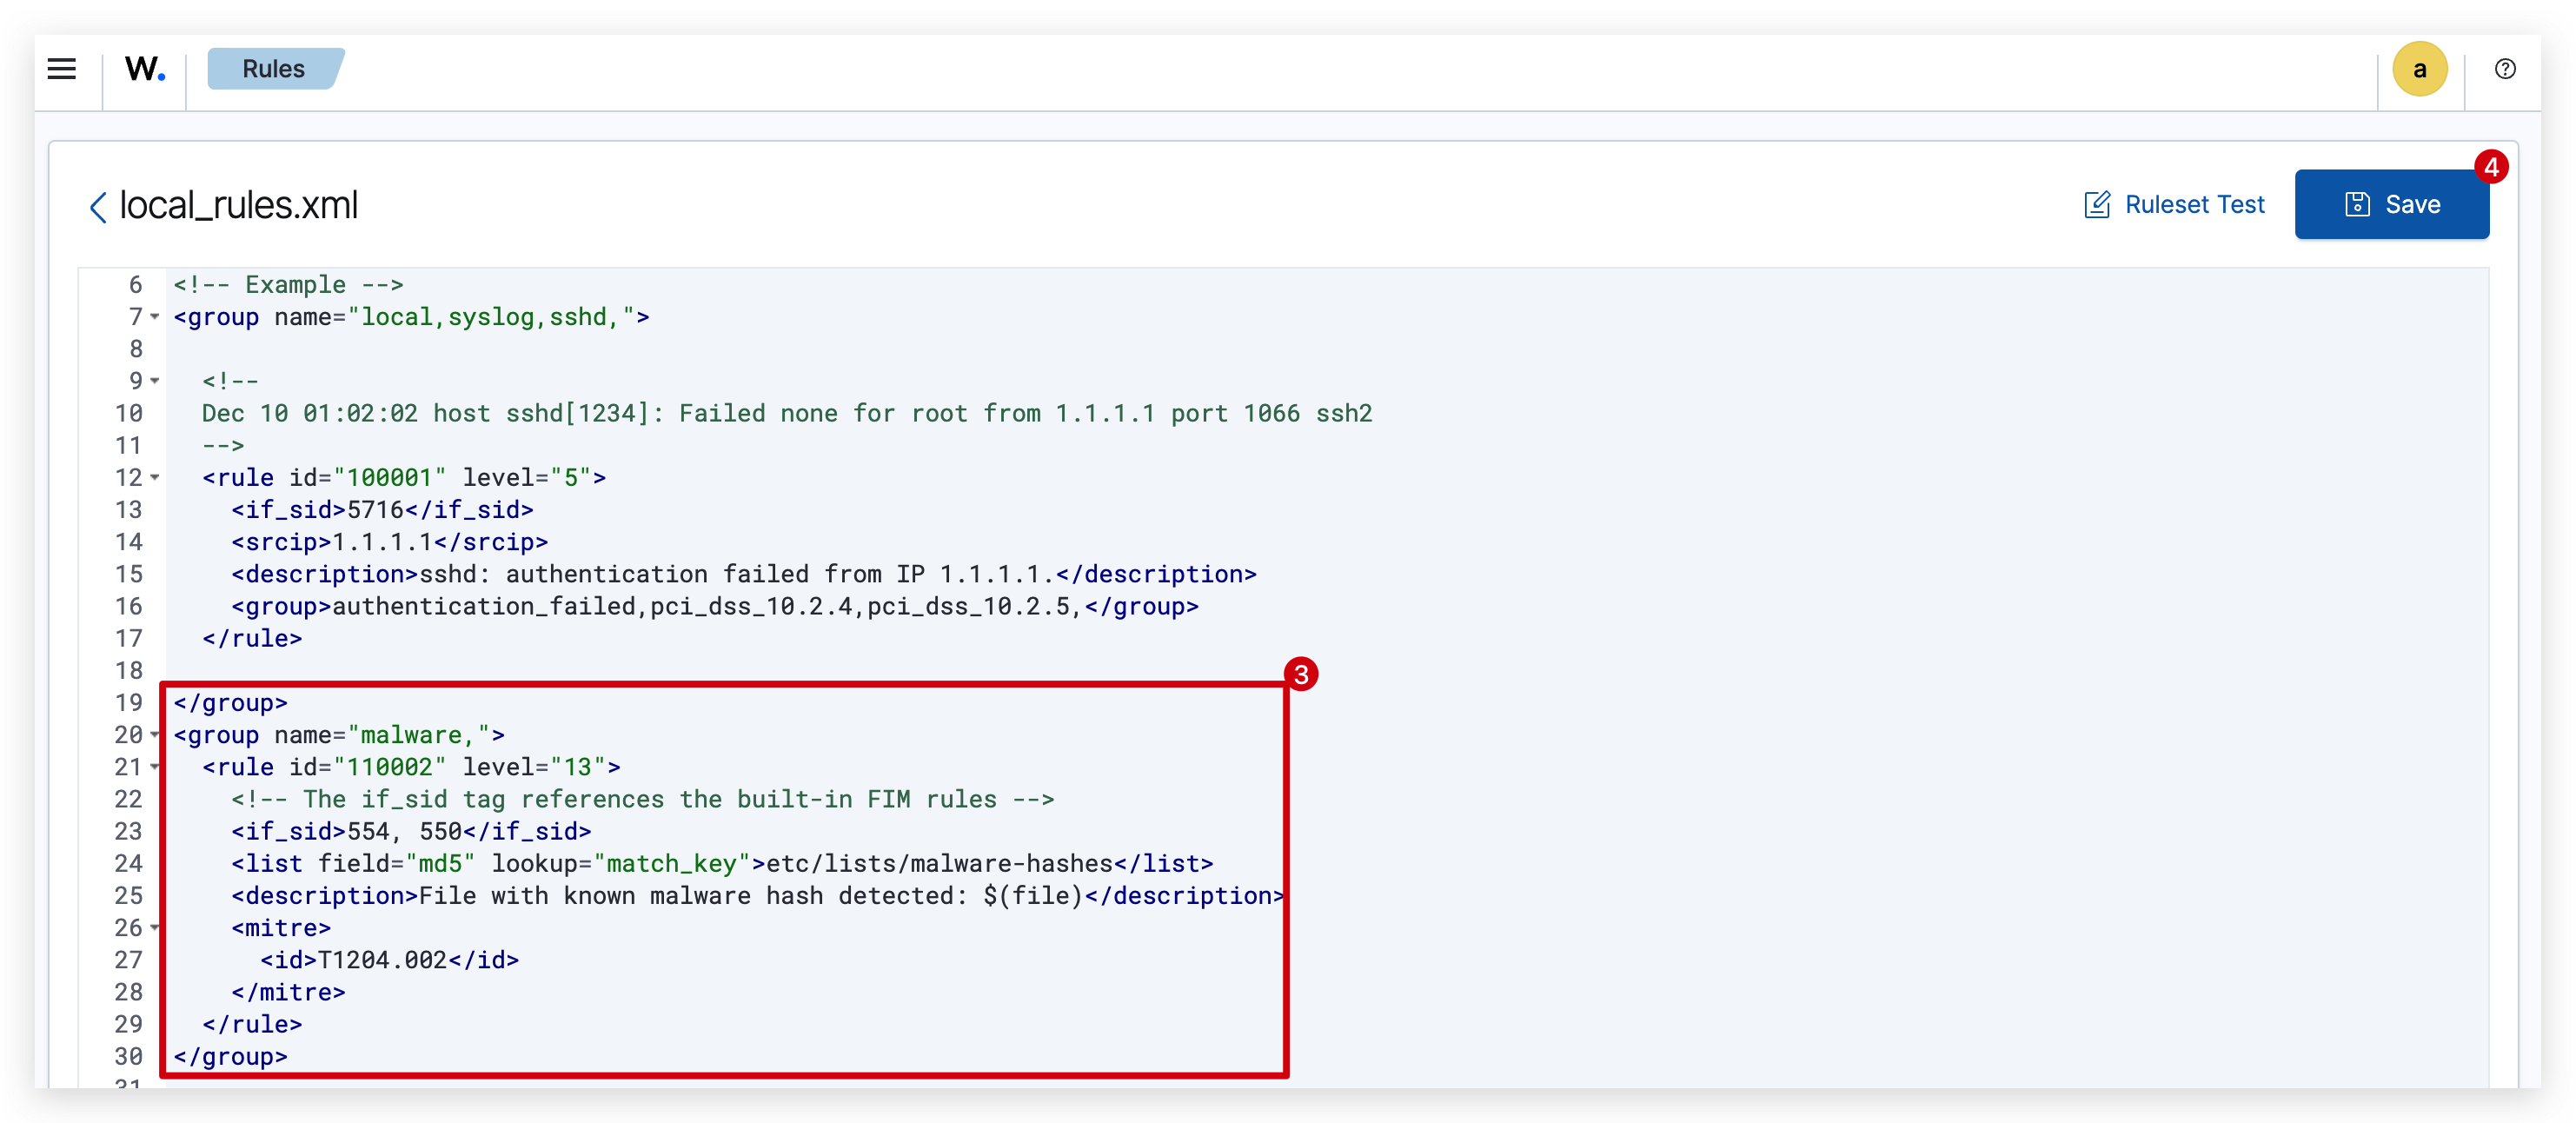 W.
Rules
a
?
4
local_rules.xml
Ruleset Test
Save
6 <!-- Example -->
7 <group name="local,syslog,sshd,">
8
9   <!--
10   Dec 10 01:02:02 host sshd[1234]: Failed none for root from 1.1.1.1 port 1066 ssh2
11   -->
12   <rule id="100001" level="5">
13     <if_sid>5716</if_sid>
14     <srcip>1.1.1.1</srcip>
15     <description>sshd: authentication failed from IP 1.1.1.1.</description>
16     <group>authentication_failed,pci_dss_10.2.4,pci_dss_10.2.5,</group>
17   </rule>
18
3
19 </group>
20 <group name="malware,">
21   <rule id="110002" level="13">
22     <!-- The if_sid tag references the built-in FIM rules -->
23     <if_sid>554, 550</if_sid>
24     <list field="md5" lookup="match_key">etc/lists/malware-hashes</list>
25     <description>File with known malware hash detected: $(file)</description>
26     <mitre>
27       <id>T1204.002</id>
28     </mitre>
29   </rule>
30 </group>
31